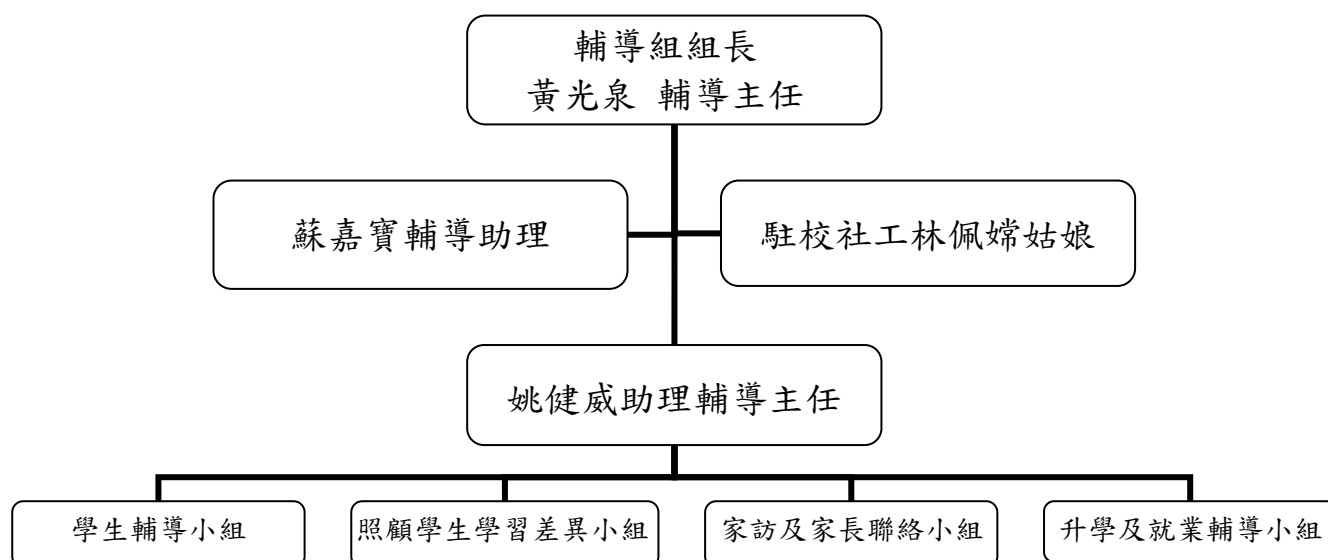 輔導組組長
黃光泉 輔導主任
蘇嘉寶輔導助理
駐校社工林佩嫦姑娘
姚健威助理輔導主任
學生輔導小組
照顧學生學習差異小組
家訪及家長聯絡小組
升學及就業輔導小組